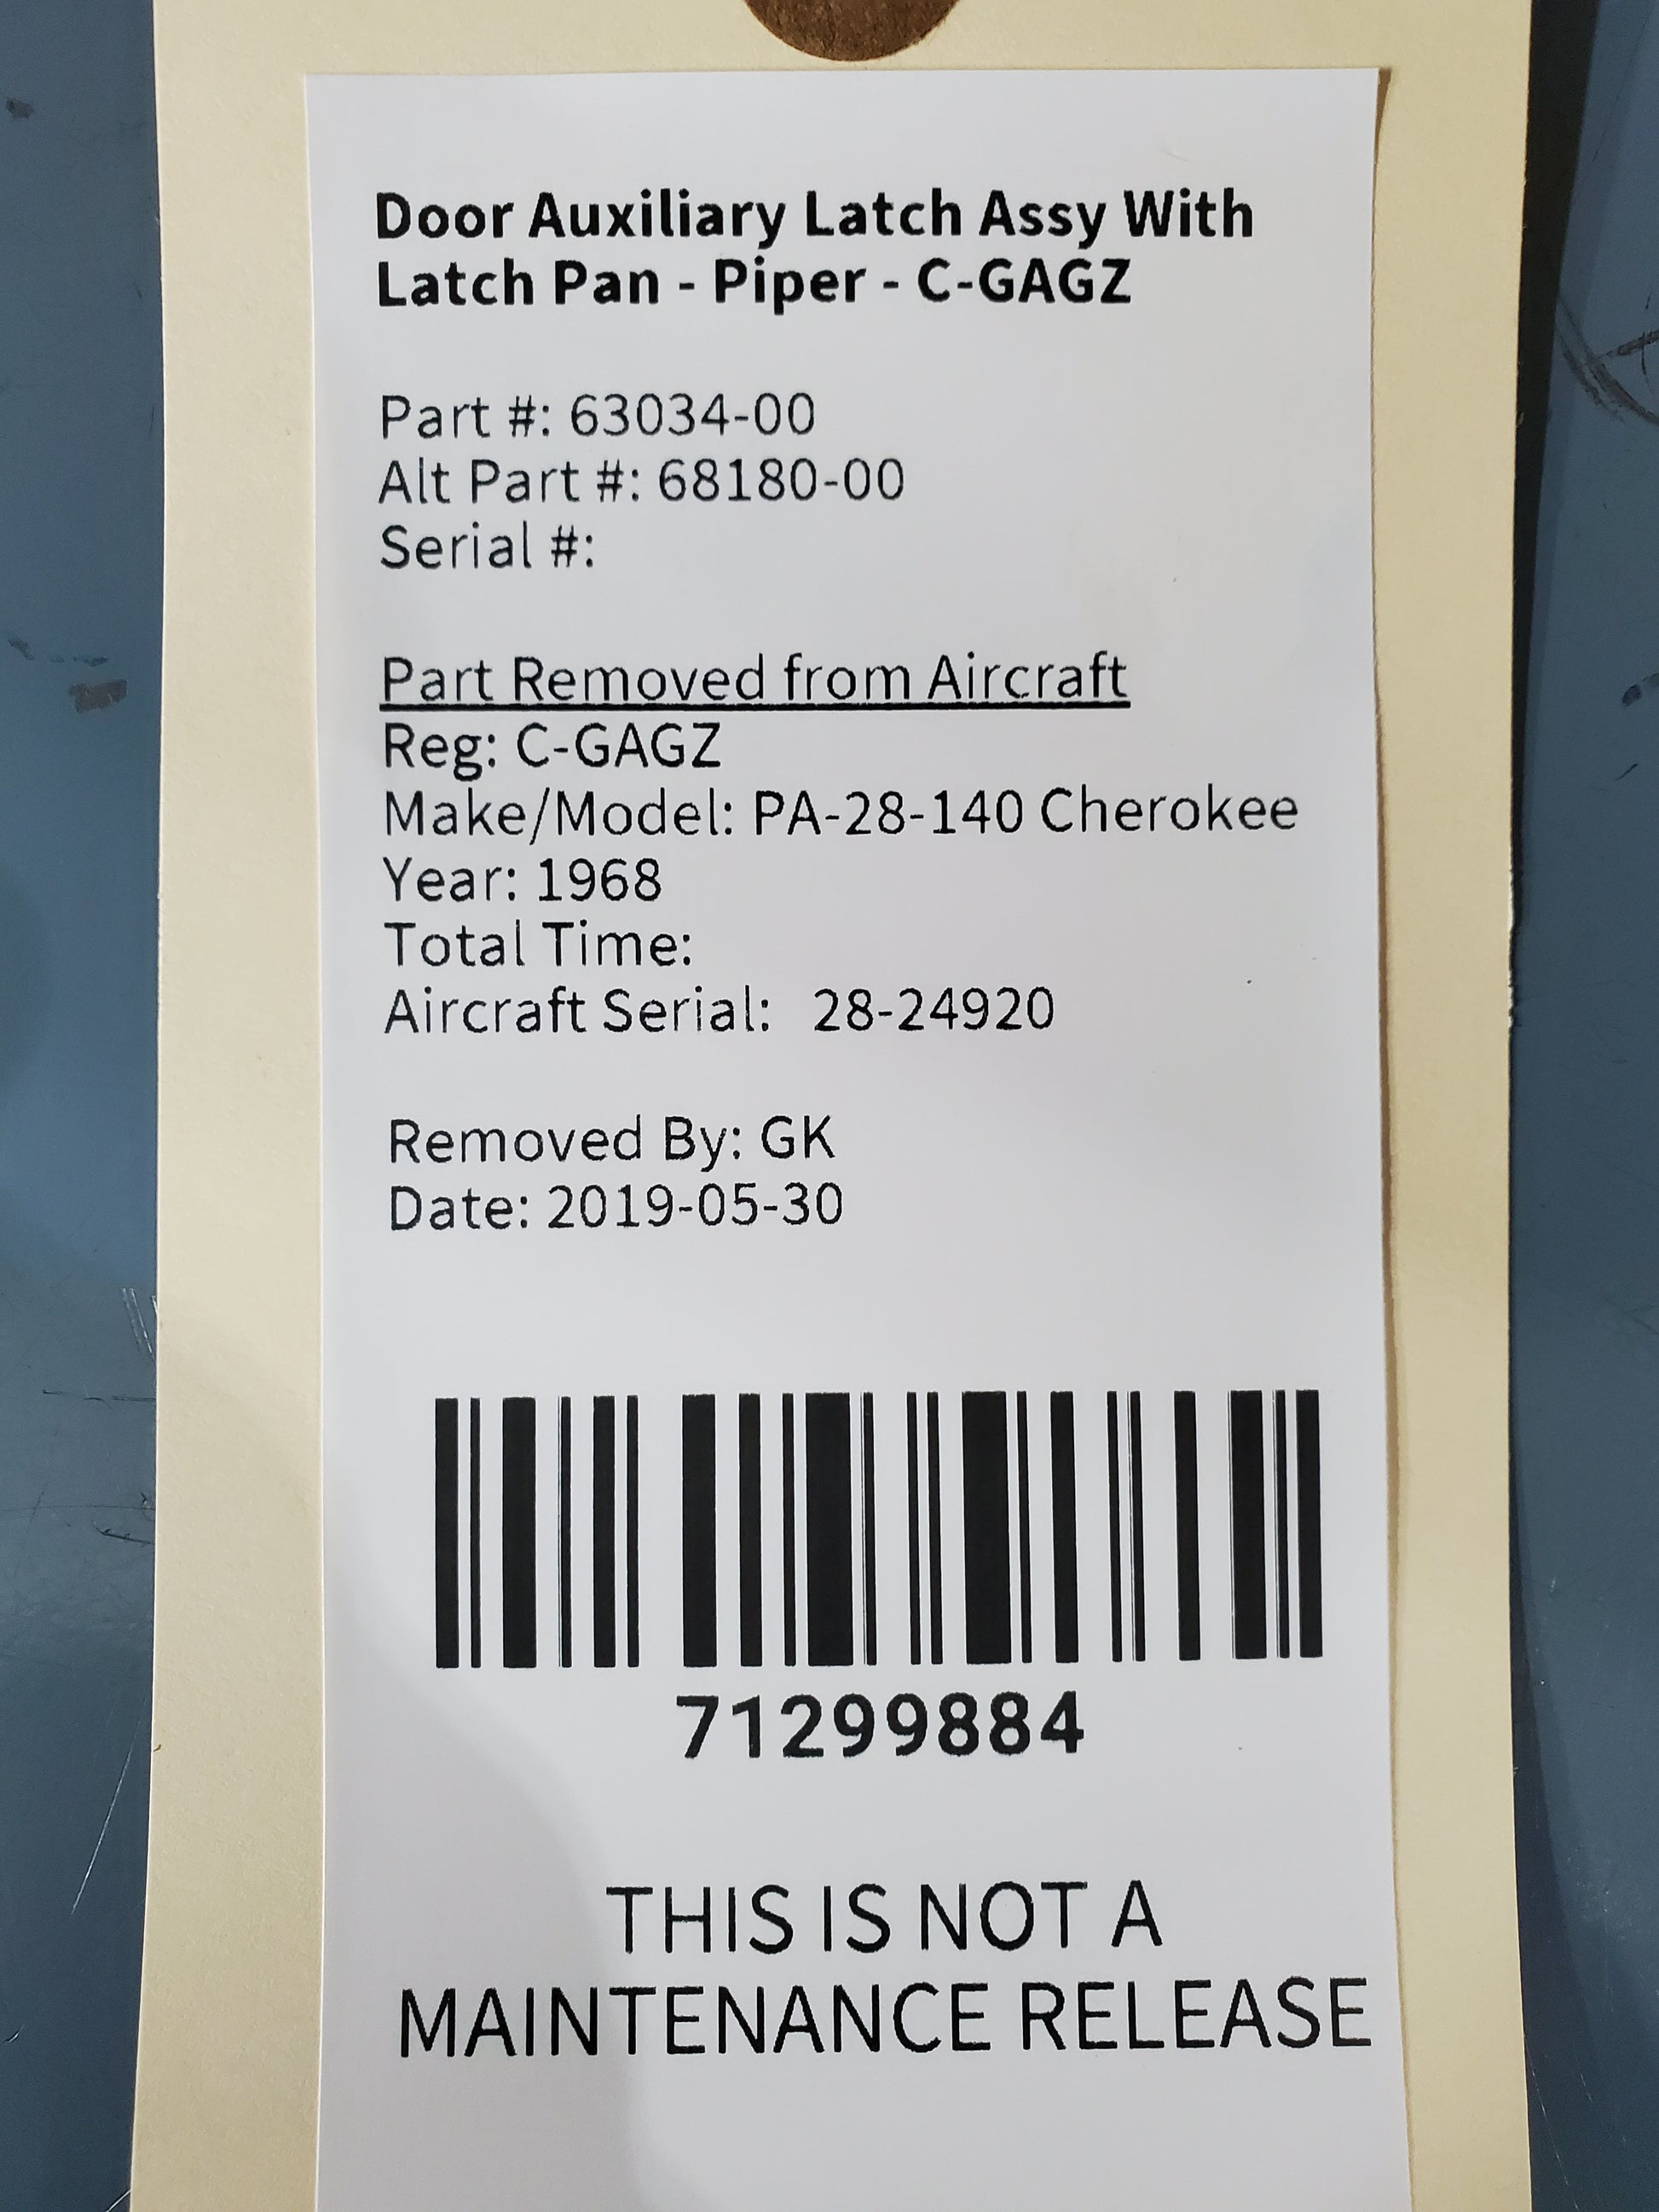 Door Auxiliary Latch Assy With
Latch Pan - Piper - C-GAGZ
Part #: 63034-00
Alt Part #: 68180-00
Serial #:
Part Removed from Aircraft
Reg: C-GAGZ
Make/Model: PA-28-140 Cherokee
Year: 1968
Total Time:
Aircraft Serial: 28-24920
Removed By: GK
Date: 2019-05-30
71299884
THIS IS NOT A
MAINTENANCE RELEASE